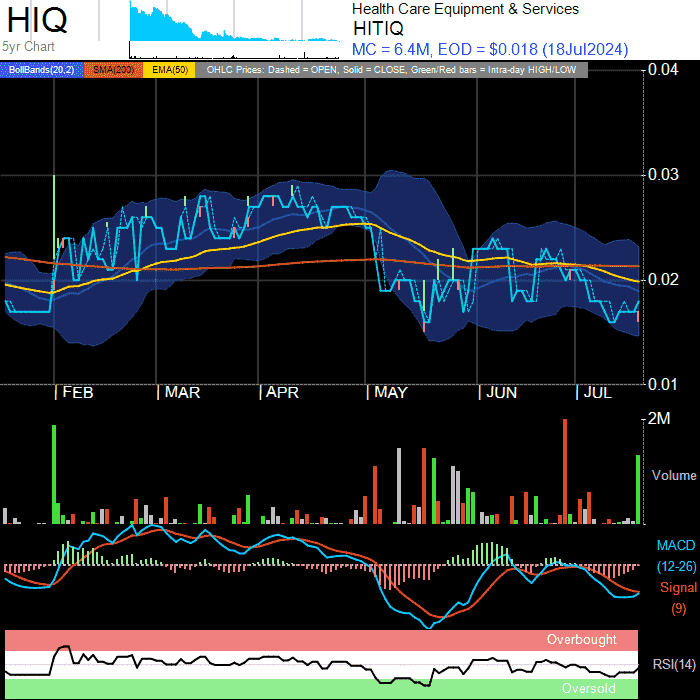 HIQ
5yr Chart
Health Care Equipment & Services
HITIQ
MC = 6.4M, EOD = $0.018 (18Jul2024)
BollBands(20,2) SMA(200) EMA(50) OHLC Prices: Dashed = OPEN, Solid = CLOSE, Green/Red bars = Intra-day HIGH/LOW
0.04
0.03
0.02
0.01
| FEB | MAR | APR | MAY | JUN | JUL
2M
Volume
MACD
(12-26)
Signal
(9)
Overbought
RSI(14)
Oversold